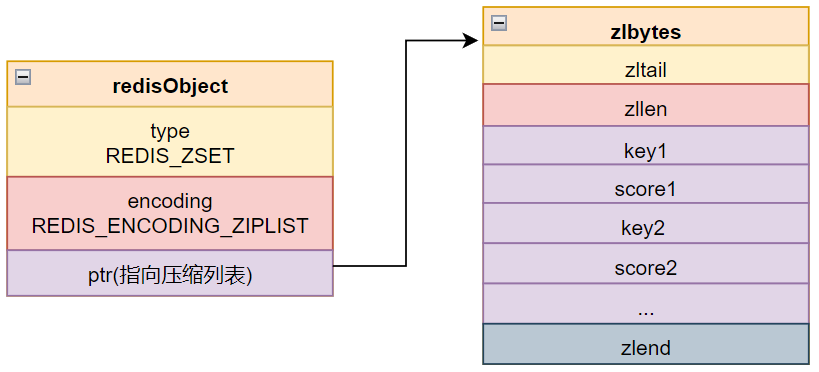 redisObject
type
REDIS_ZSET
encoding
REDIS_ENCODING_ZIPLIST
ptr(指向压缩列表)
zlbytes
zltail
zllen
key1
score1
key2
score2
...
zlend